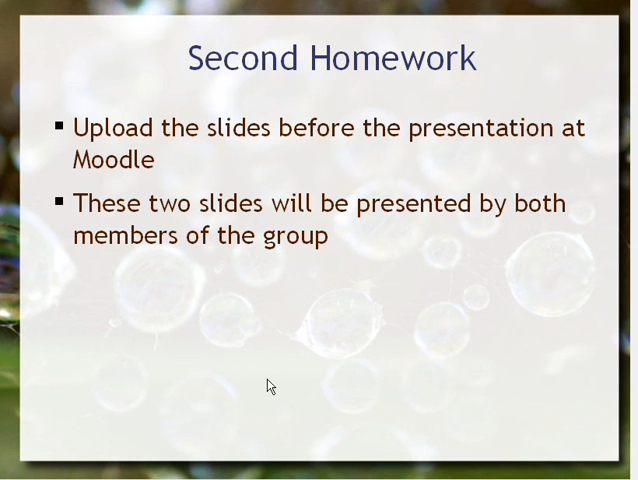 Second Homework
Upload the slides before the presentation at
Moodle
These two slides will be presented by both
members of the group